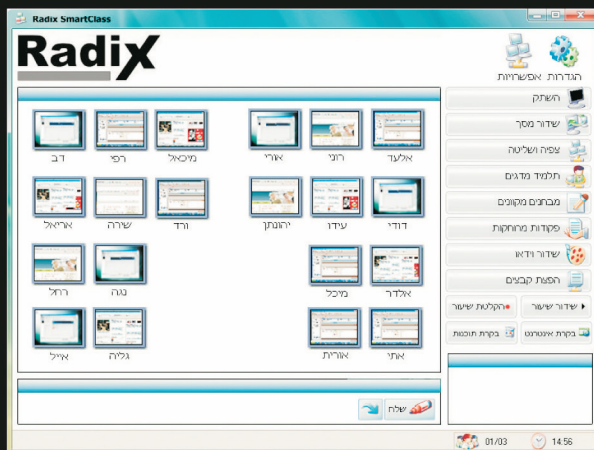 Radix SmartClass
Radix
הגדרות אפשרויות
השתק
שידור מסך
צפיה ושליטה
תלמיד מדגים
מבחנים מקוונים
פקודות מרוחקות
שידור וידאו
הפצת קבצים
שידור שיעור הקלטת שיעור
בקרת אינטרנט בקרת תוכנות
אלעד רוני אורי מיכאל רפי דב
דודי עידו יהונתן ורד שירה אריאל
אלדר מיכל נגה רחל
אתי אורית גליה אייל
שלח
01/03 14:56